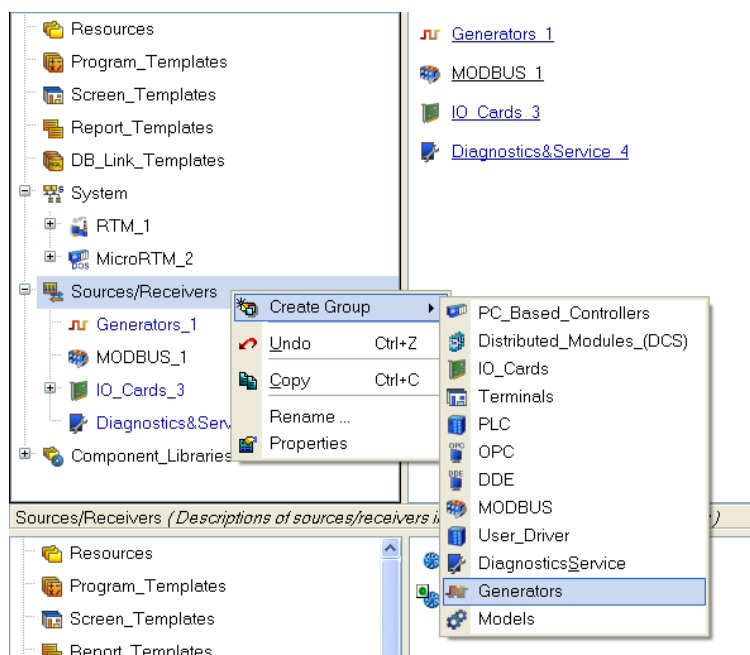 Resources
Program_Templates
Screen_Templates
Report_Templates
DB_Link_Templates
System
RTM_1
MicroRTM_2
Sources/Receivers
Generators_1
MODBUS_1
IO_Cards_3
Diagnostics&Serv
Component_Libraries
Generators_1
MODBUS_1
IO_Cards_3
Diagnostics&Service_4
Create Group
Undo Ctrl+Z
Copy Ctrl+C
Rename ...
Properties
PC_Based_Controllers
Distributed_Modules_(DCS)
IO_Cards
Terminals
PLC
OPC
DDE
MODBUS
User_Driver
DiagnosticsService
Generators
Models
Sources/Receivers (Descriptions of sources/receivers
Resources
Program_Templates
Screen_Templates
Report_Templates